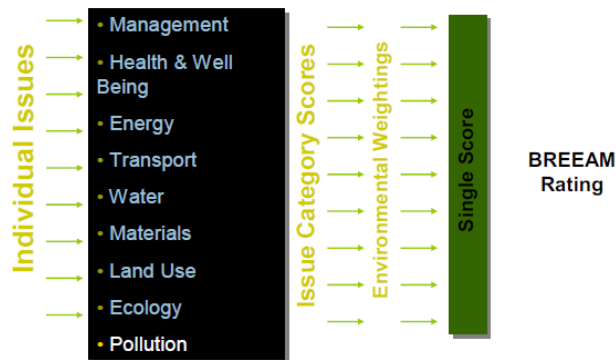 Individual Issues
• Management
• Health & Well
Being
• Energy
• Transport
• Water
• Materials
• Land Use
• Ecology
• Pollution
Issue Category Scores
Environmental Weightings
Single Score
BREEAM
Rating